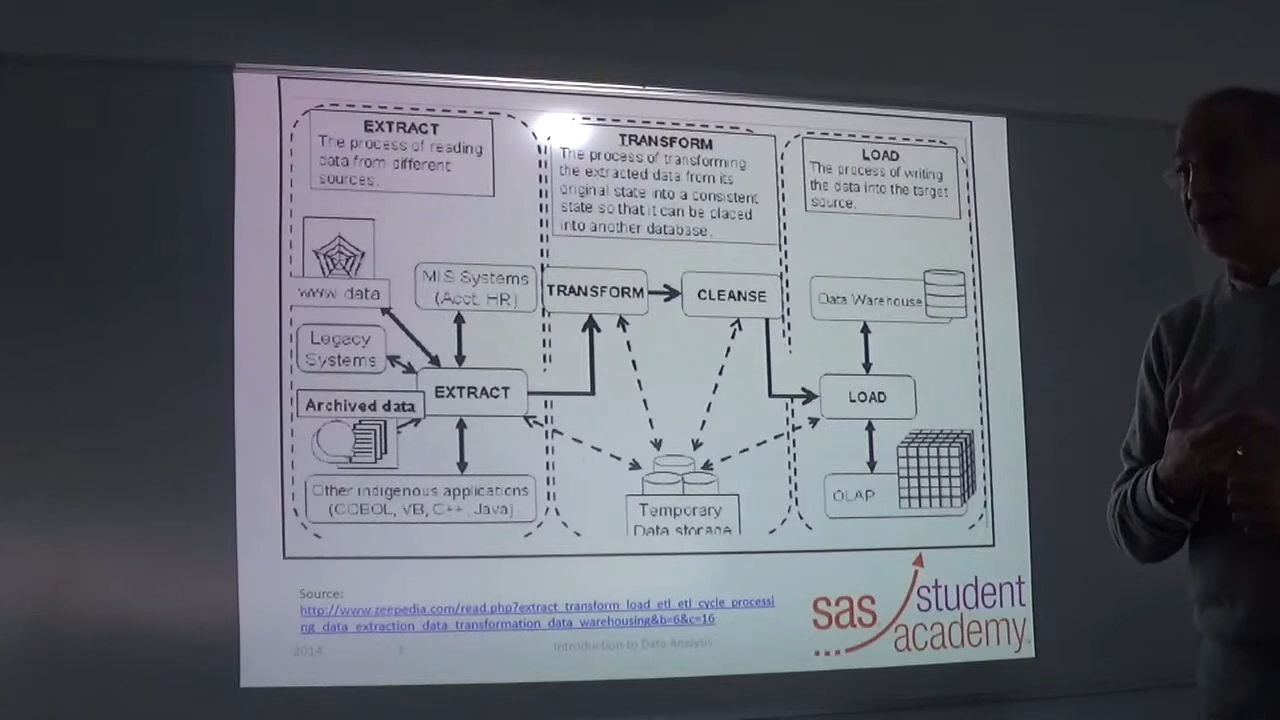 EXTRACT
The process of reading
data from different
sources.
TRANSFORM
The process of transforming
the extracted data from its
original state into a consistent
state so that it can be placed
into another database.
LOAD
The process of writing
the data into the target
source.
www data
MIS Systems
(Acct, HR)
Legacy
Systems
Archived data
EXTRACT
Other indigenous applications
(COBOL, VB, C++, Java)
TRANSFORM
CLEANSE
Temporary
Data storage
Data Warehouse
LOAD
OLAP
Source:
http://www.zeepedia.com/read.php?extract_transform_load_etl_etl_cycle_processi
ng_data_extraction_data_transformation_data_warehousing&b=6&c=16
2014
Introduction to Data Analysis
sas student
academy